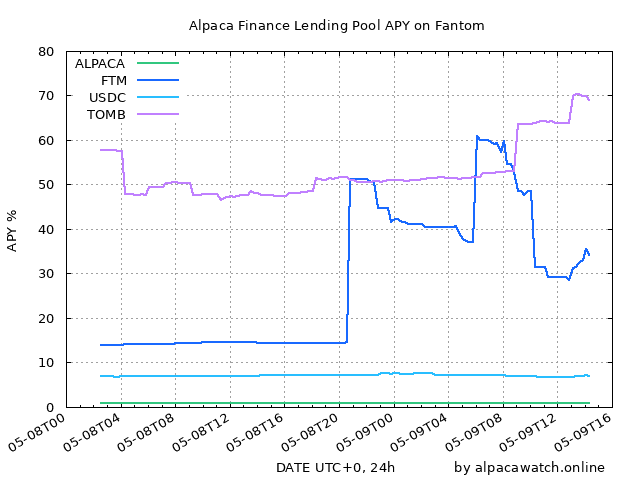 Alpaca Finance Lending Pool APY on Fantom
80
70
60
50
40
30
20
10
0
APY %
ALPACA
FTM
USDC
TOMB
05-08T00
05-08T04
05-08T08
05-08T12
05-08T16
05-08T20
05-09T00
05-09T04
05-09T08
05-09T12
05-09T16
DATE UTC+0, 24h
by alpacawatch.online